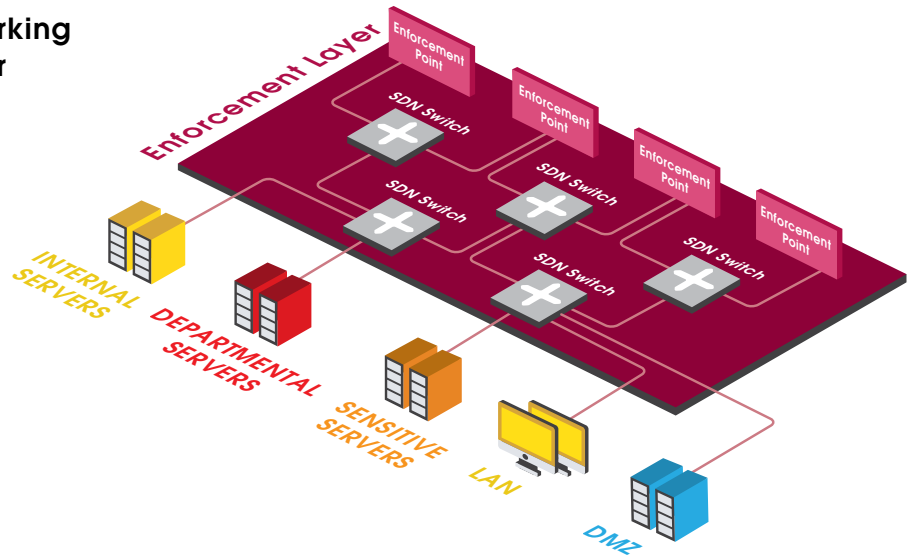 Enforcement Layer
Enforcement
Point
Enforcement
Point
Enforcement
Point
Enforcement
Point
SDN Switch
SDN Switch
SDN Switch
SDN Switch
SDN Switch
INTERNAL
SERVERS
DEPARTMENTAL
SERVERS
SENSITIVE
SERVERS
LAN
DMZ